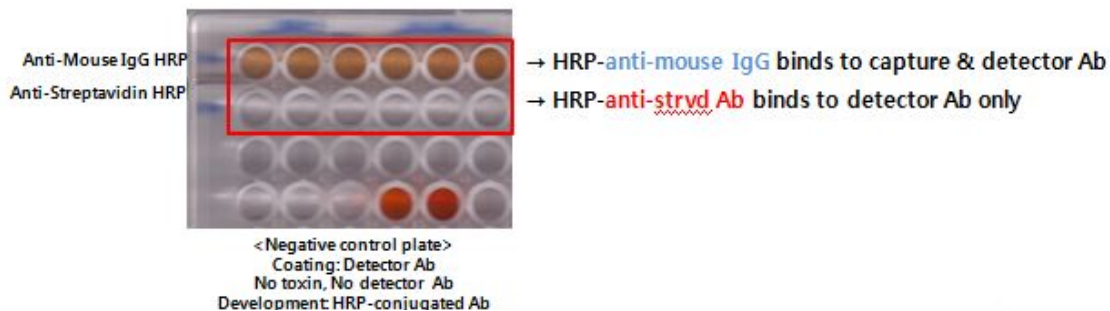 Anti-Mouse IgG HRP
→ HRP-anti-mouse IgG binds to capture & detector Ab
Anti-Streptavidin HRP
→ HRP-anti-strvd Ab binds to detector Ab only
<Negative control plate>
Coating: Detector Ab
No toxin, No detector Ab
Development: HRP-conjugated Ab